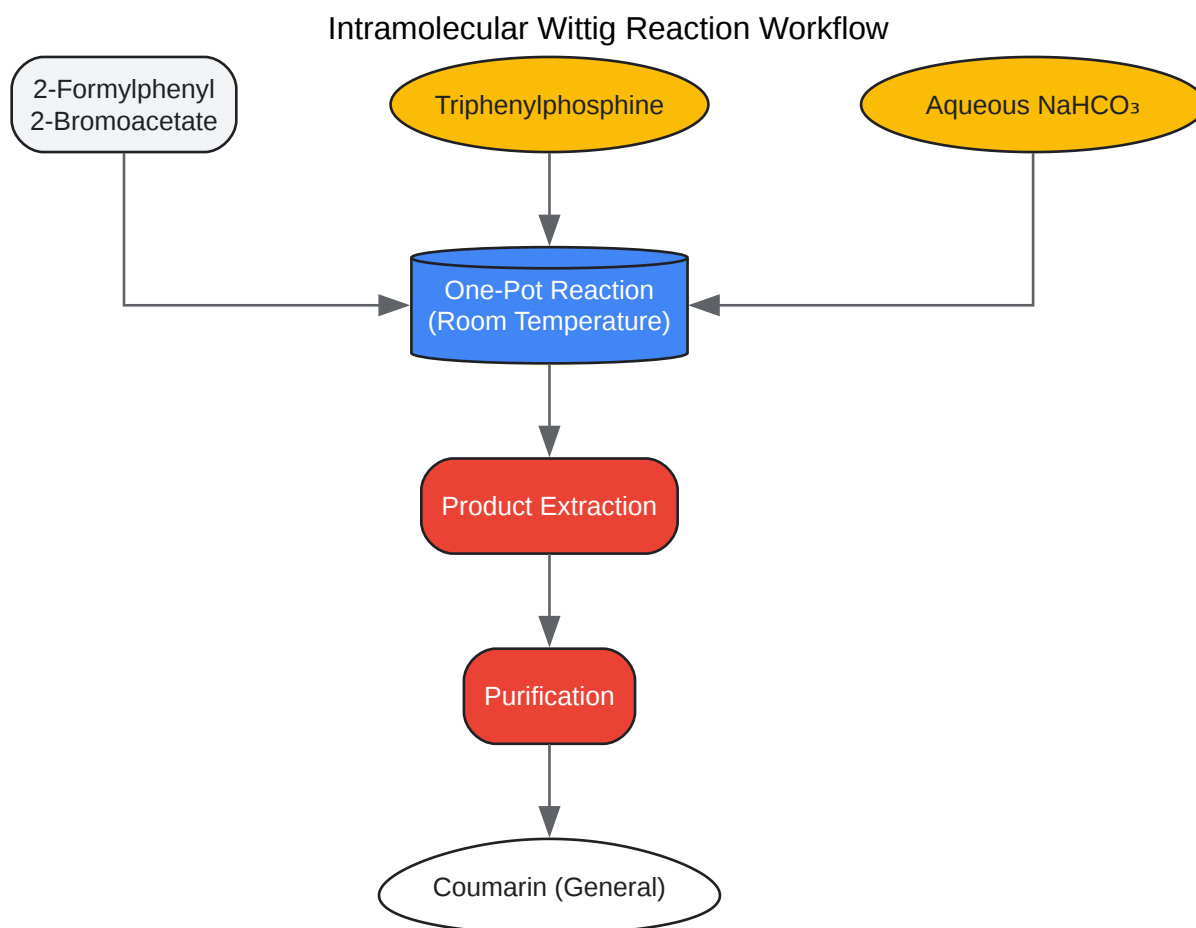 Intramolecular Wittig Reaction Workflow
2-Formylphenyl
2-Bromoacetate
Triphenylphosphine
Aqueous NaHCO₃
One-Pot Reaction
(Room Temperature)
Product Extraction
Purification
Coumarin (General)